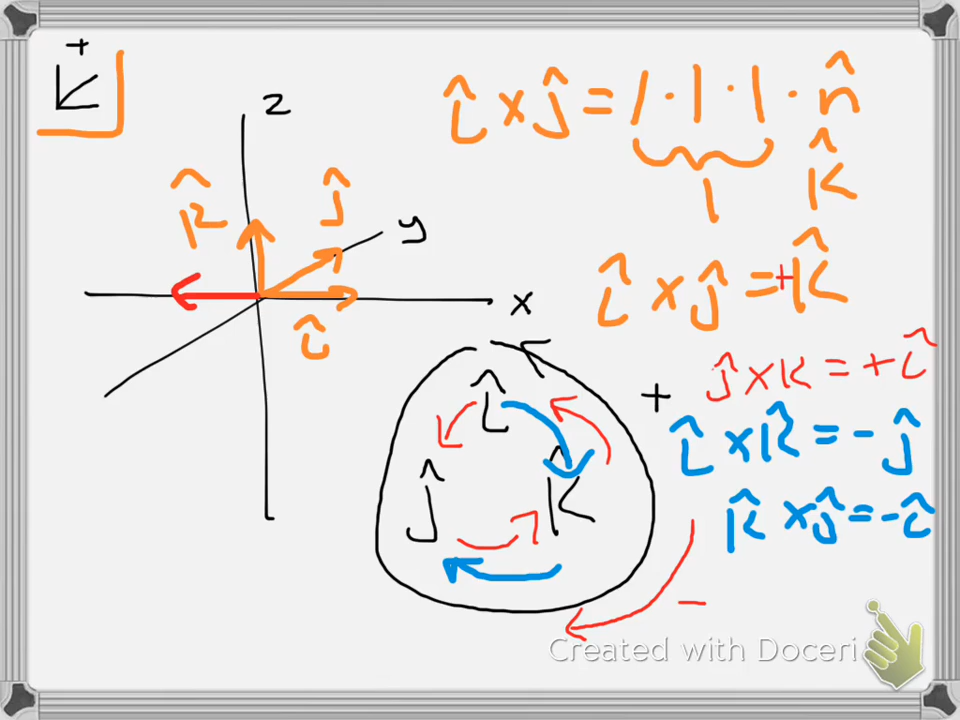 +
z
î × ĵ = 1 · 1 · 1 · n̂
1 k̂
k̂ ĵ
y
î × ĵ = + k̂
x
î
ĵ × k = + î
î
+
î × k̂ = - ĵ
ĵ k̂
k̂ × ĵ = - î
-
Created with Doceri